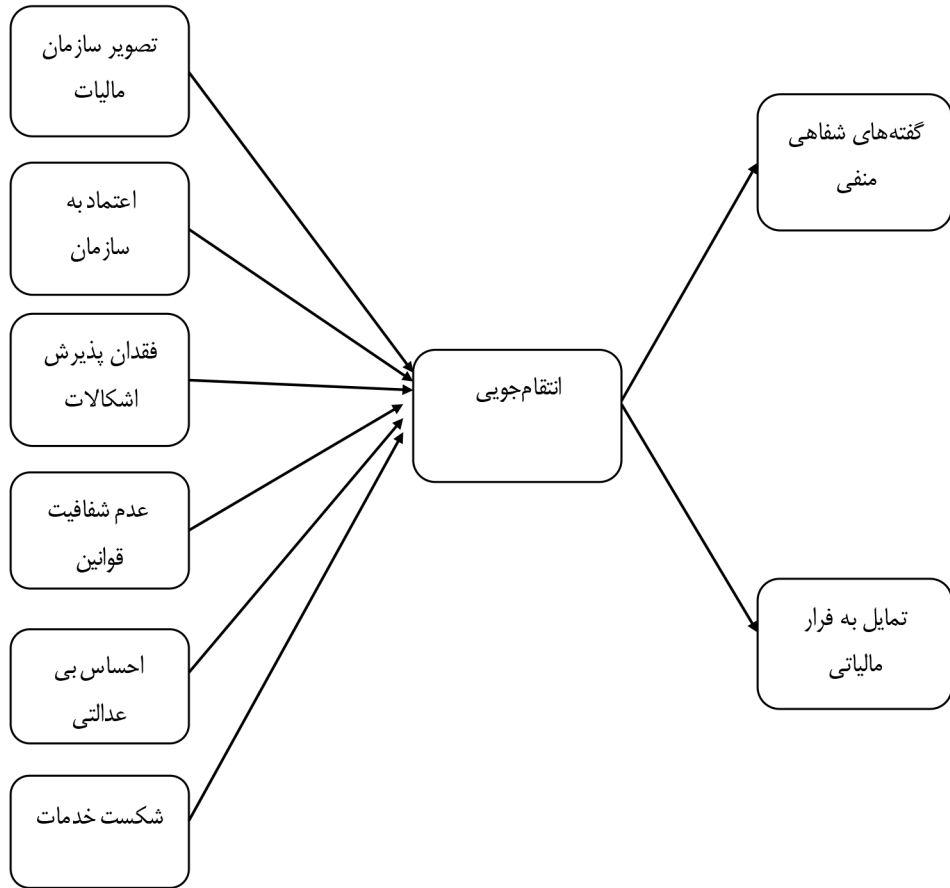 تصویر سازمان
مالیات
اعتماد به
سازمان
فقدان پذیرش
اشکالات
عدم شفافیت
قوانین
احساس بی
عدالتی
شکست خدمات
انتقام‌جویی
گفته‌های شفاهی
منفی
تمایل به فرار
مالیاتی